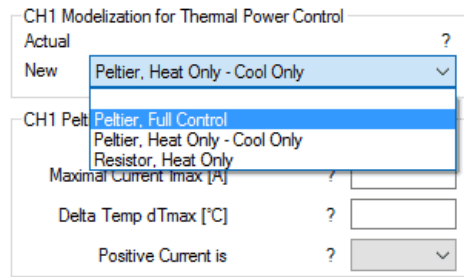 CH1 Modelization for Thermal Power Control
Actual ?
New Peltier, Heat Only - Cool Only
CH1 Pelt
Peltier, Full Control
Peltier, Heat Only - Cool Only
Resistor, Heat Only
Maximal Current Imax [A] ?
Delta Temp dTmax [°C] ?
Positive Current is ?